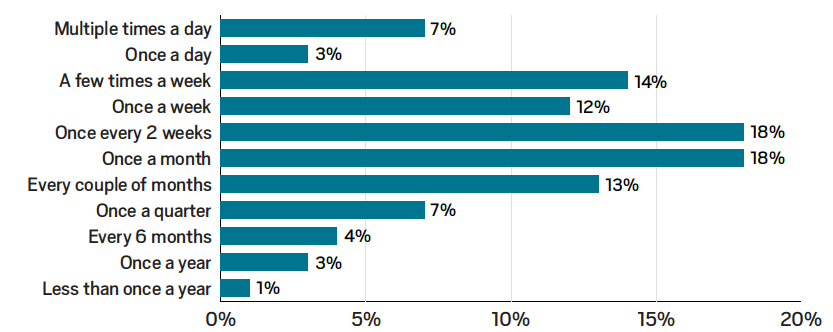 Multiple times a day 7%
Once a day 3%
A few times a week 14%
Once a week 12%
Once every 2 weeks 18%
Once a month 18%
Every couple of months 13%
Once a quarter 7%
Every 6 months 4%
Once a year 3%
Less than once a year 1%
0% 5% 10% 15% 20%